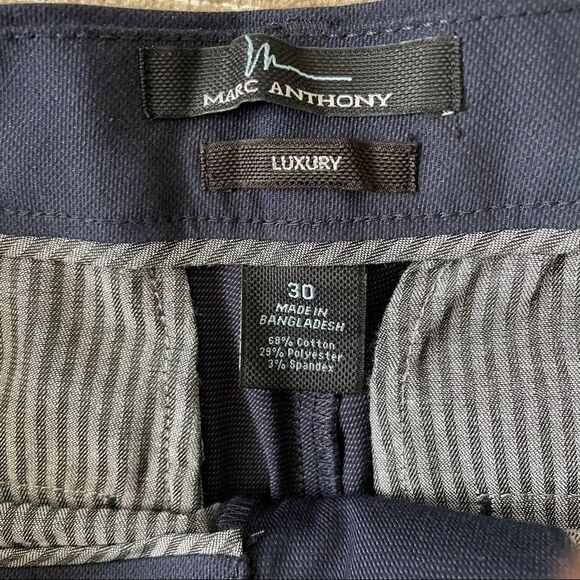 MARC ANTHONY
LUXURY
30
MADE IN
BANGLADESH
68% Cotton
29% Polyester
3% Spandex